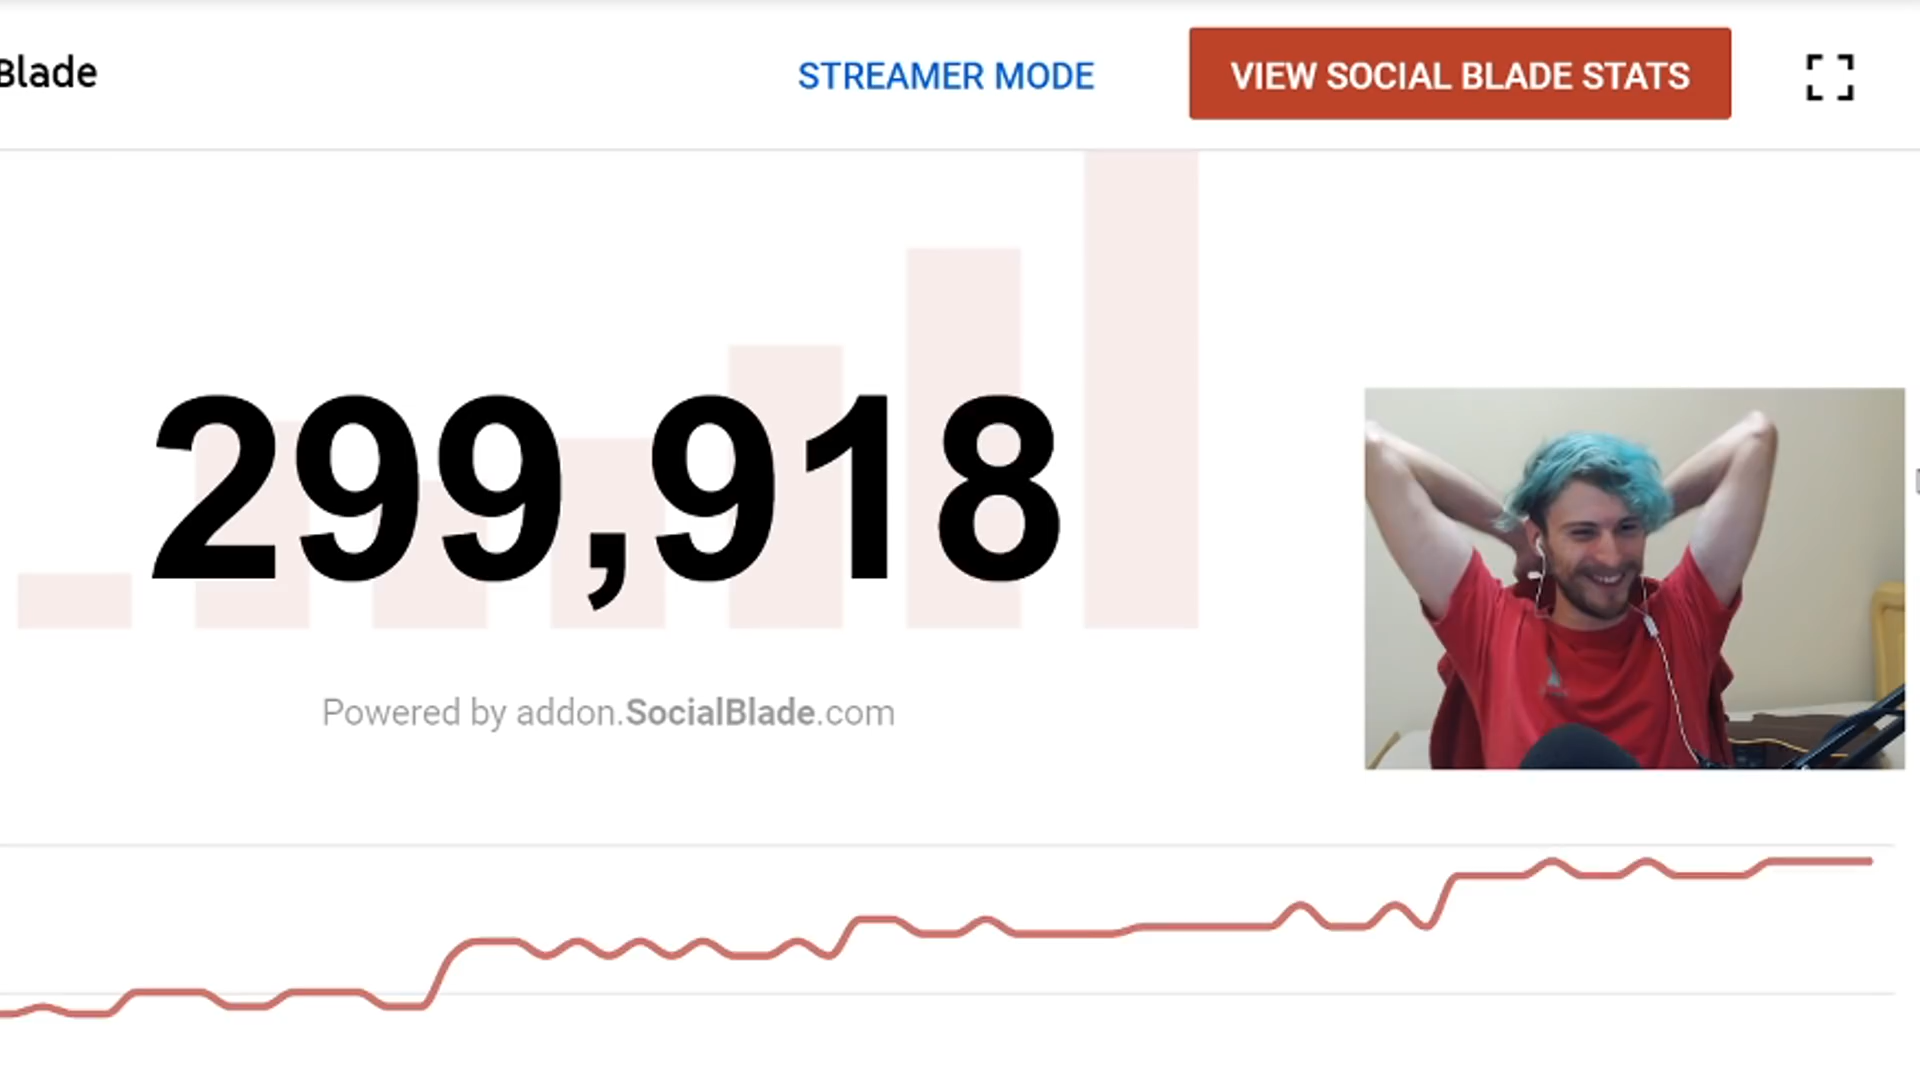 Blade
STREAMER MODE
VIEW SOCIAL BLADE STATS
299,918
Powered by addon.SocialBlade.com